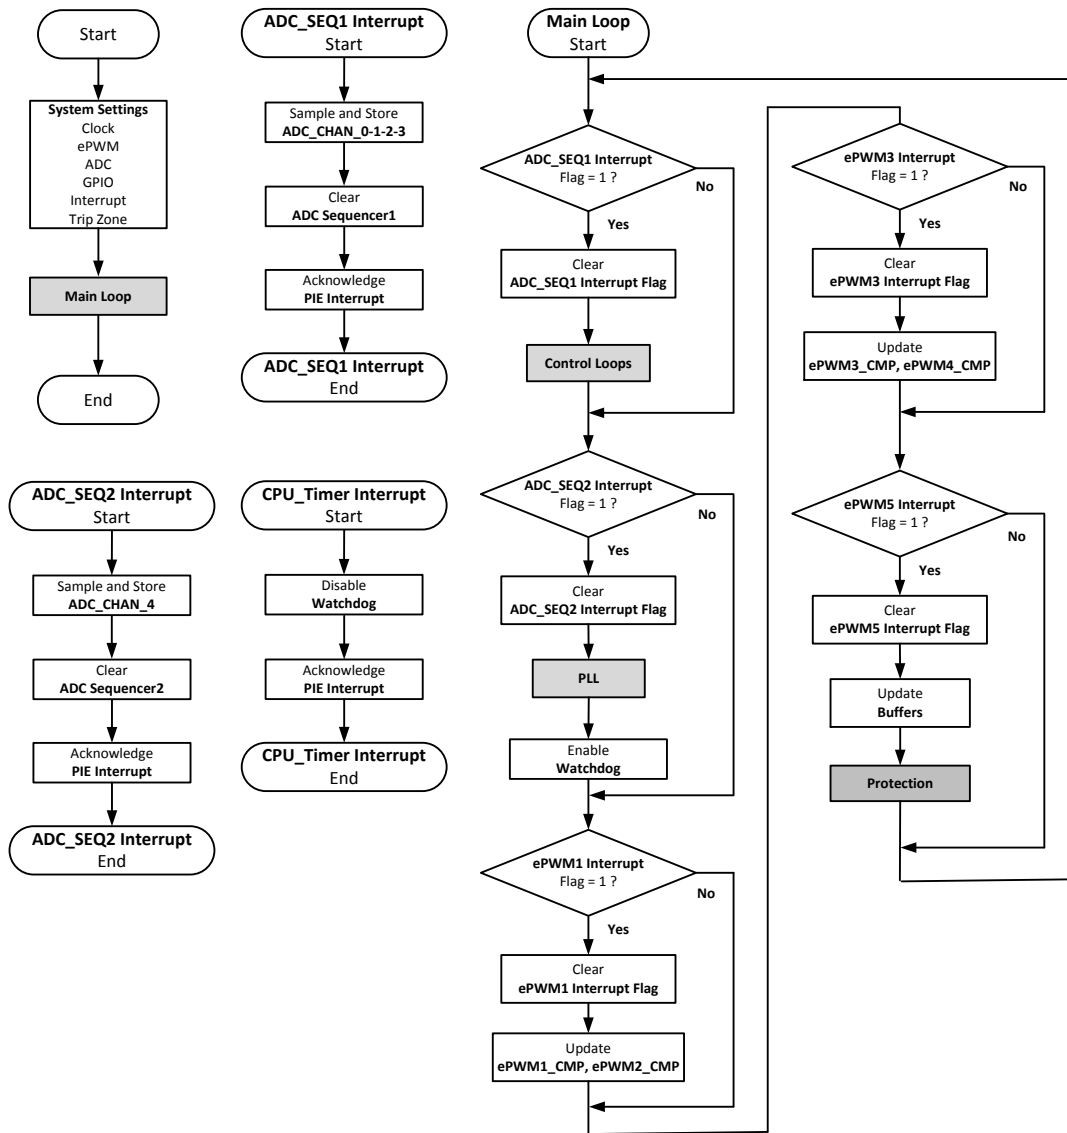 Start
System Settings
Clock
ePWM
ADC
GPIO
Interrupt
Trip Zone
Main Loop
End
ADC_SEQ1 Interrupt
Start
Sample and Store
ADC_CHAN_0-1-2-3
Clear
ADC Sequencer1
Acknowledge
PIE Interrupt
ADC_SEQ1 Interrupt
End
ADC_SEQ2 Interrupt
Start
Sample and Store
ADC_CHAN_4
Clear
ADC Sequencer2
Acknowledge
PIE Interrupt
ADC_SEQ2 Interrupt
End
CPU_Timer Interrupt
Start
Disable
Watchdog
Acknowledge
PIE Interrupt
CPU_Timer Interrupt
End
Main Loop
Start
ADC_SEQ1 Interrupt
Flag = 1 ?
No
Yes
Clear
ADC_SEQ1 Interrupt Flag
Control Loops
ADC_SEQ2 Interrupt
Flag = 1 ?
No
Yes
Clear
ADC_SEQ2 Interrupt Flag
PLL
Enable
Watchdog
ePWM1 Interrupt
Flag = 1 ?
No
Yes
Clear
ePWM1 Interrupt Flag
Update
ePWM1_CMP, ePWM2_CMP
ePWM3 Interrupt
Flag = 1 ?
No
Yes
Clear
ePWM3 Interrupt Flag
Update
ePWM3_CMP, ePWM4_CMP
ePWM5 Interrupt
Flag = 1 ?
No
Yes
Clear
ePWM5 Interrupt Flag
Update
Buffers
Protection